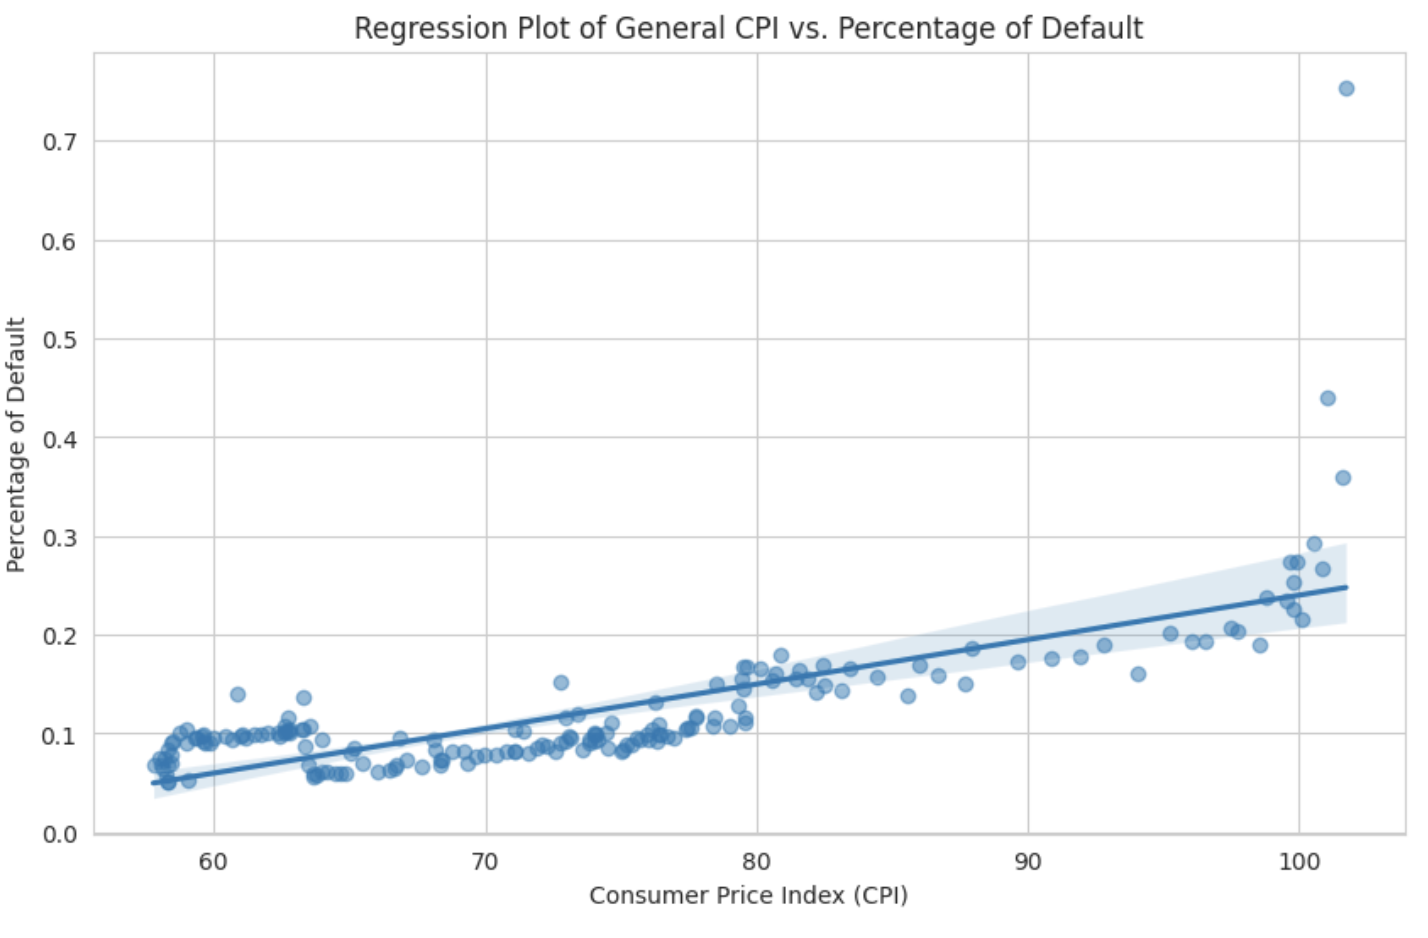 Regression Plot of General CPI vs. Percentage of Default
0.7
0.6
0.5
0.4
0.3
0.2
0.1
0.0
Percentage of Default
60 70 80 90 100
Consumer Price Index (CPI)